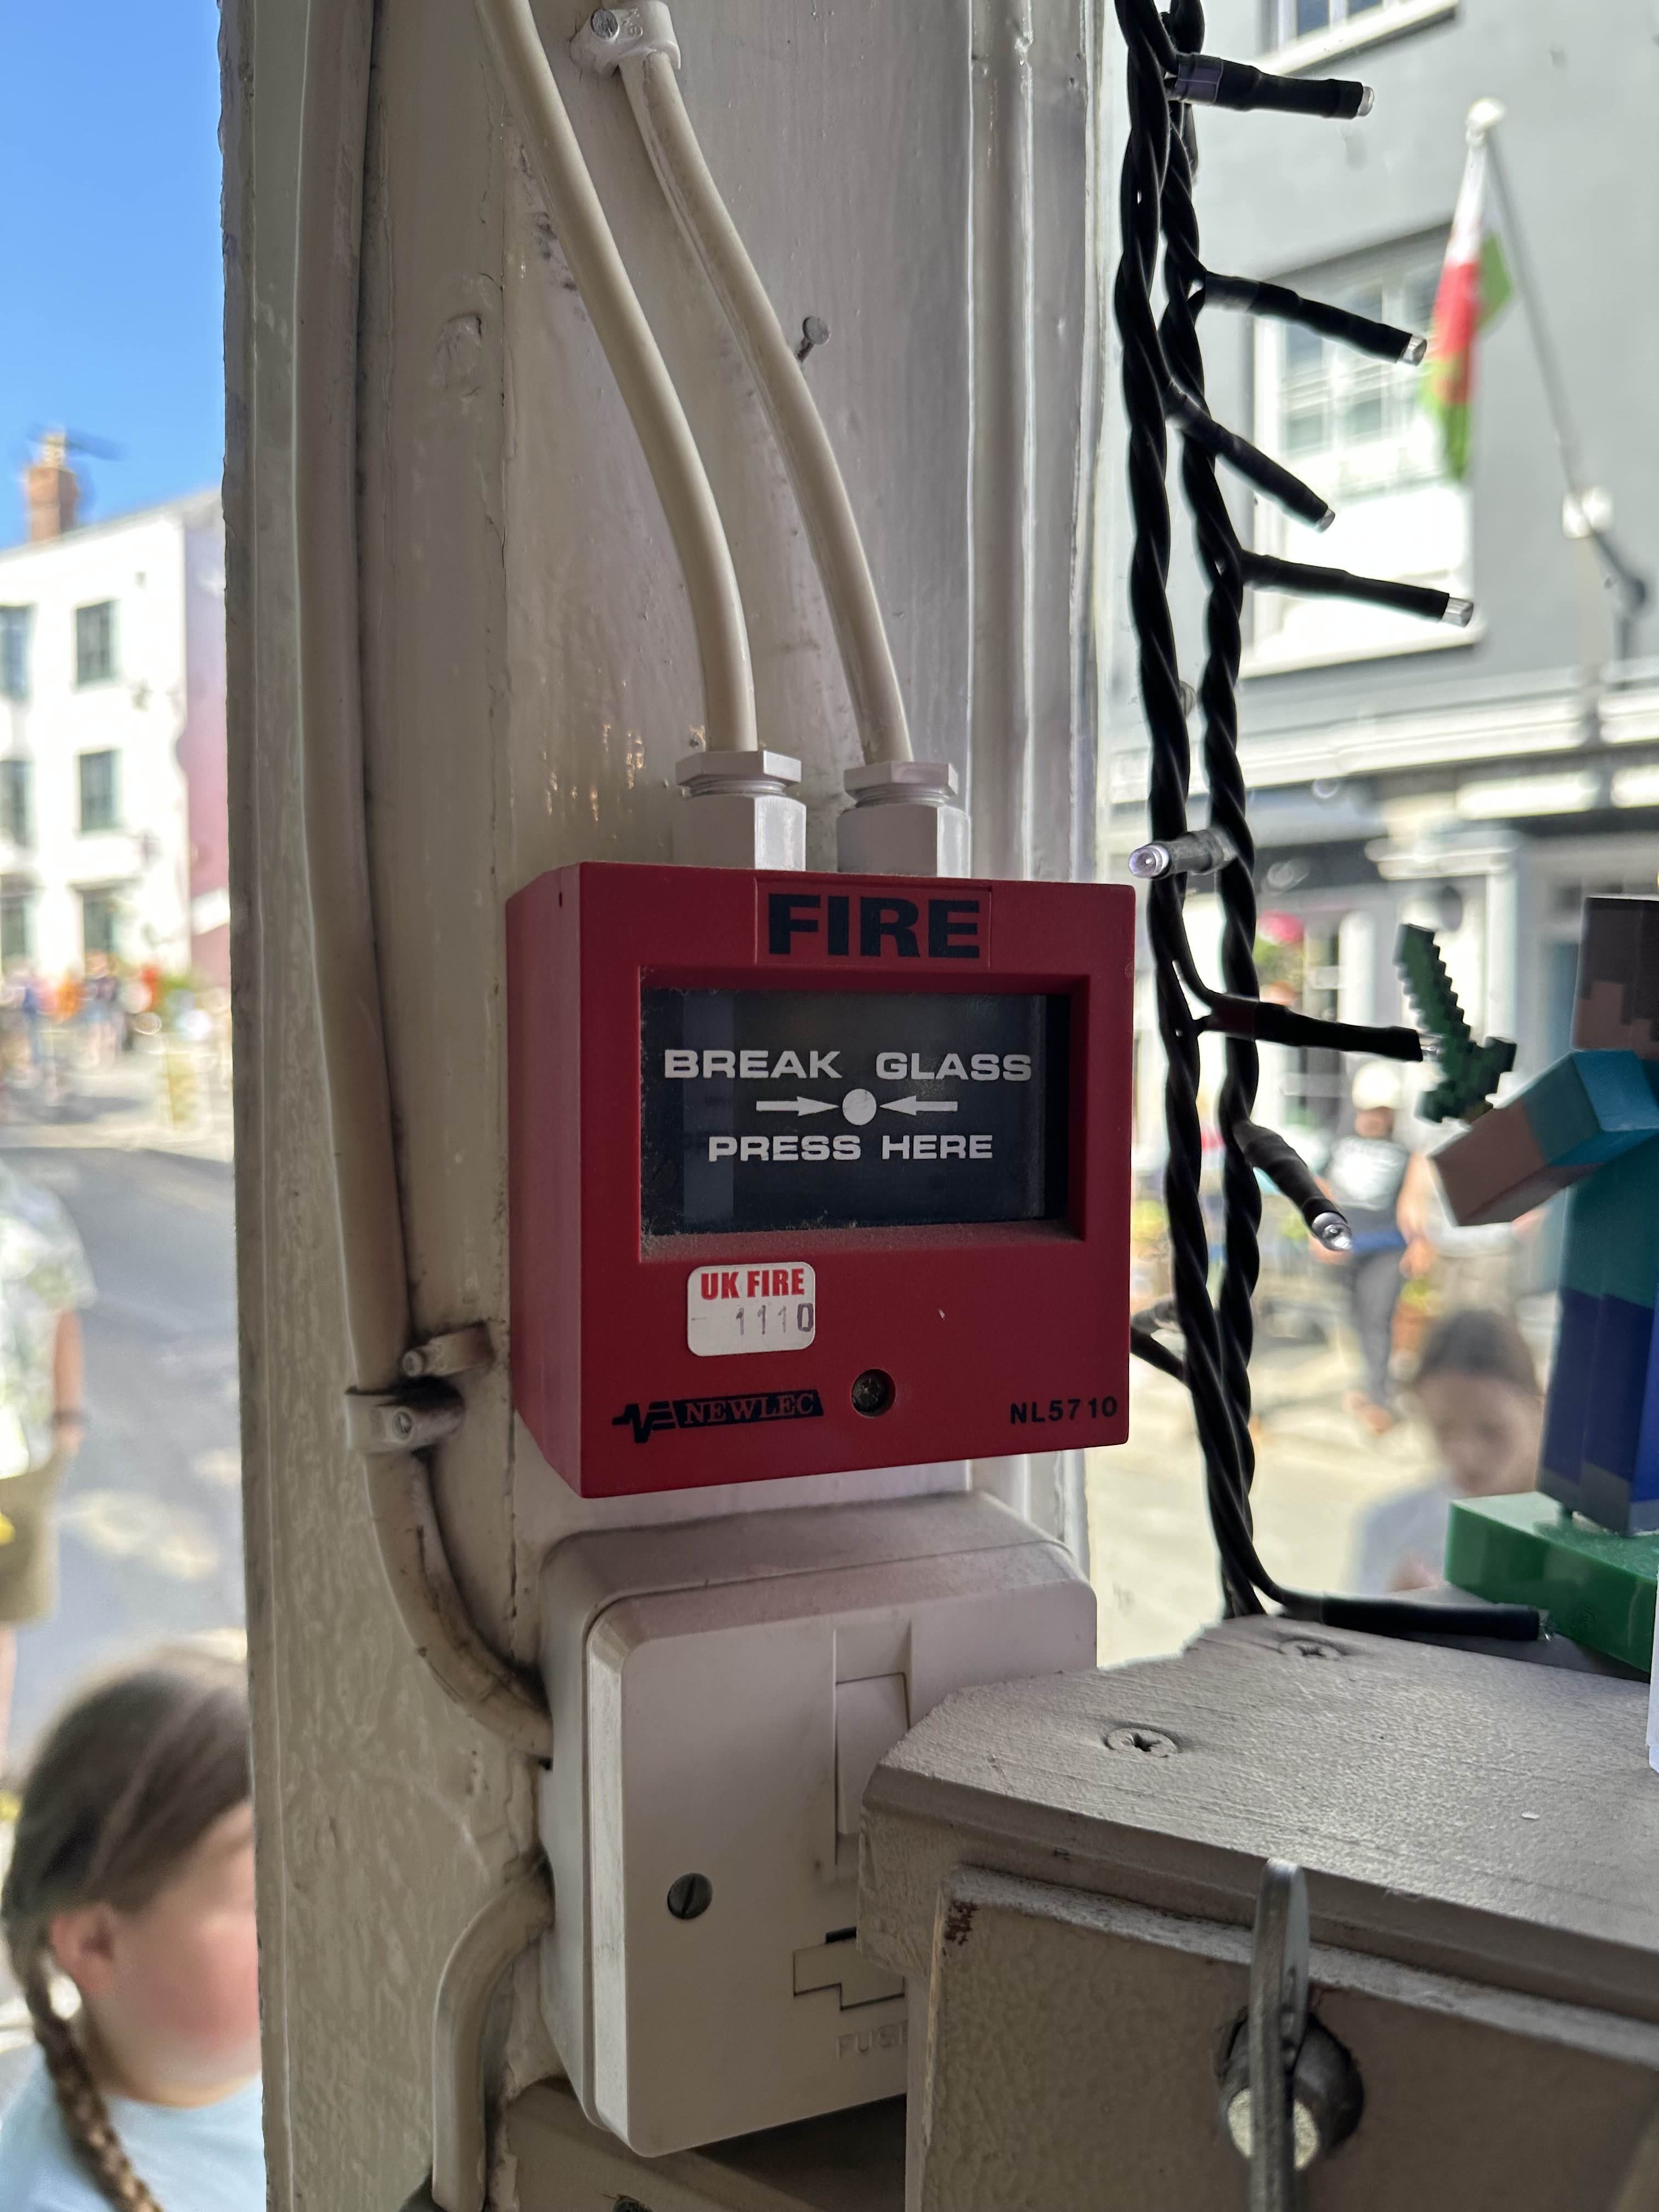 FIRE
BREAK GLASS
PRESS HERE
UK FIRE
1110
NEWLEC
NL5710